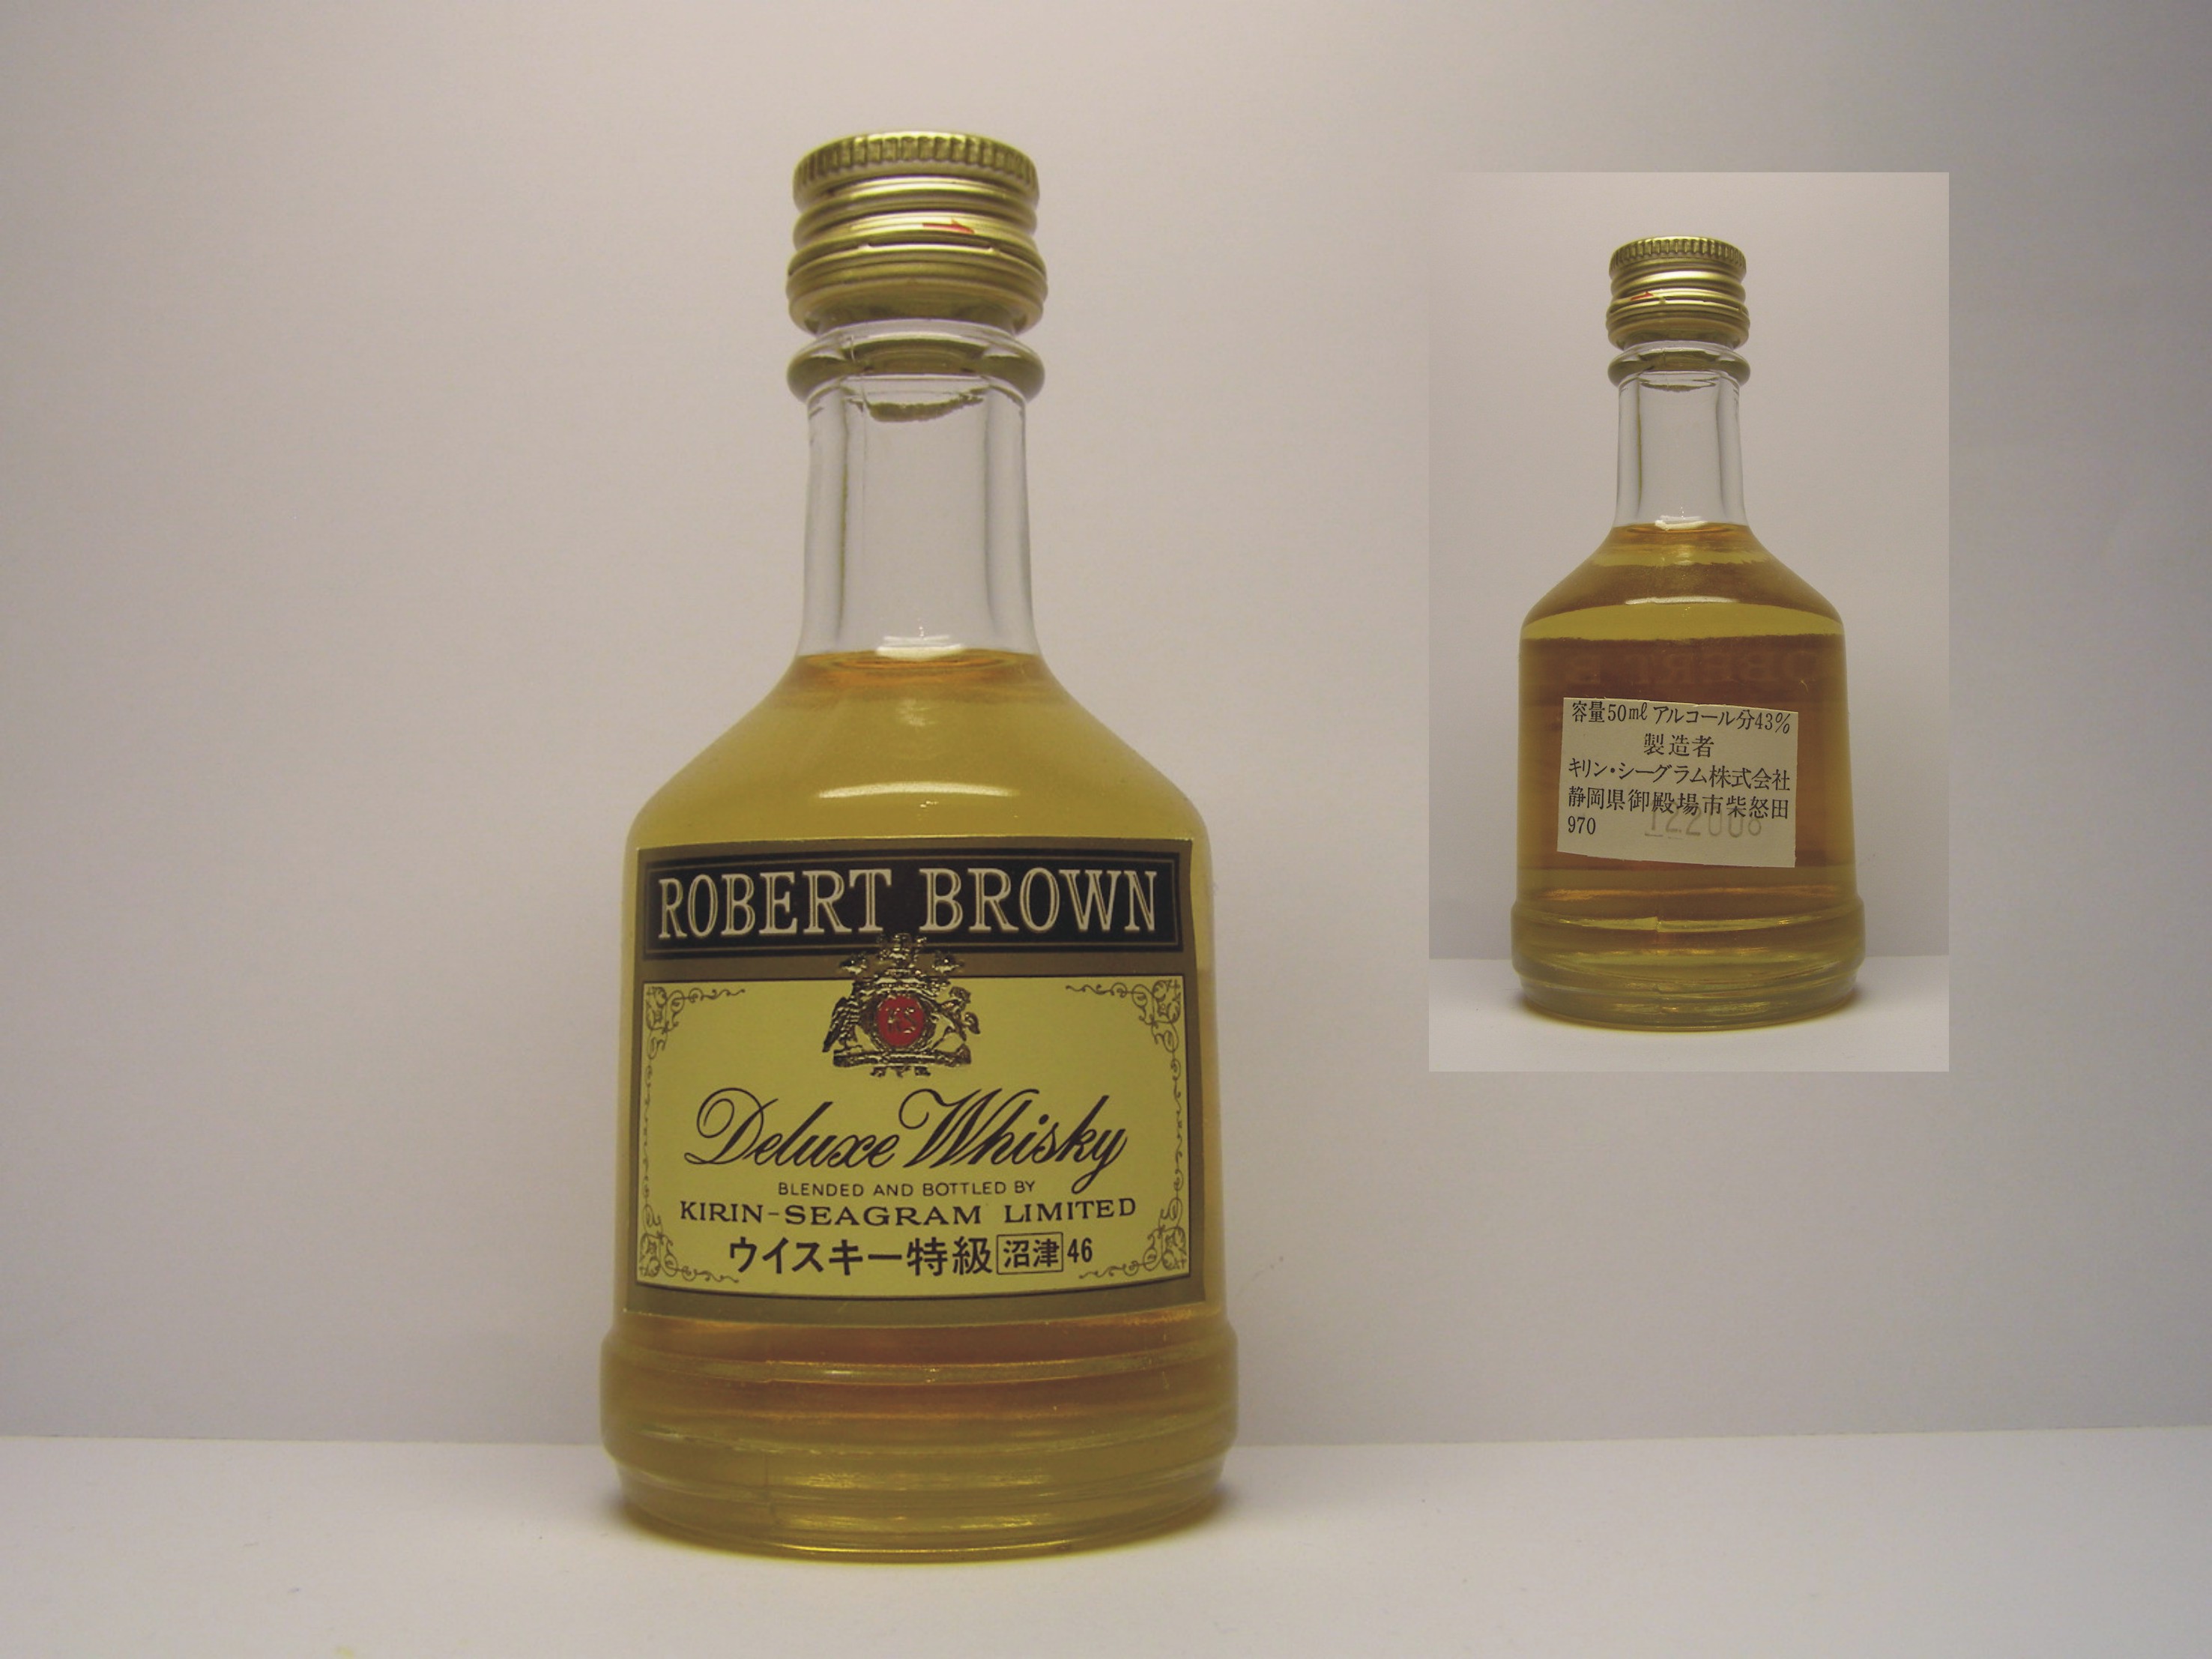 ROBERT BROWN
KS
Deluxe Whisky
BLENDED AND BOTTLED BY
KIRIN-SEAGRAM LIMITED
ウイスキー特級 沼津 46
容量50ml アルコール分43%
製造者
キリン・シーグラム株式会社
静岡県御殿場市柴怒田
970